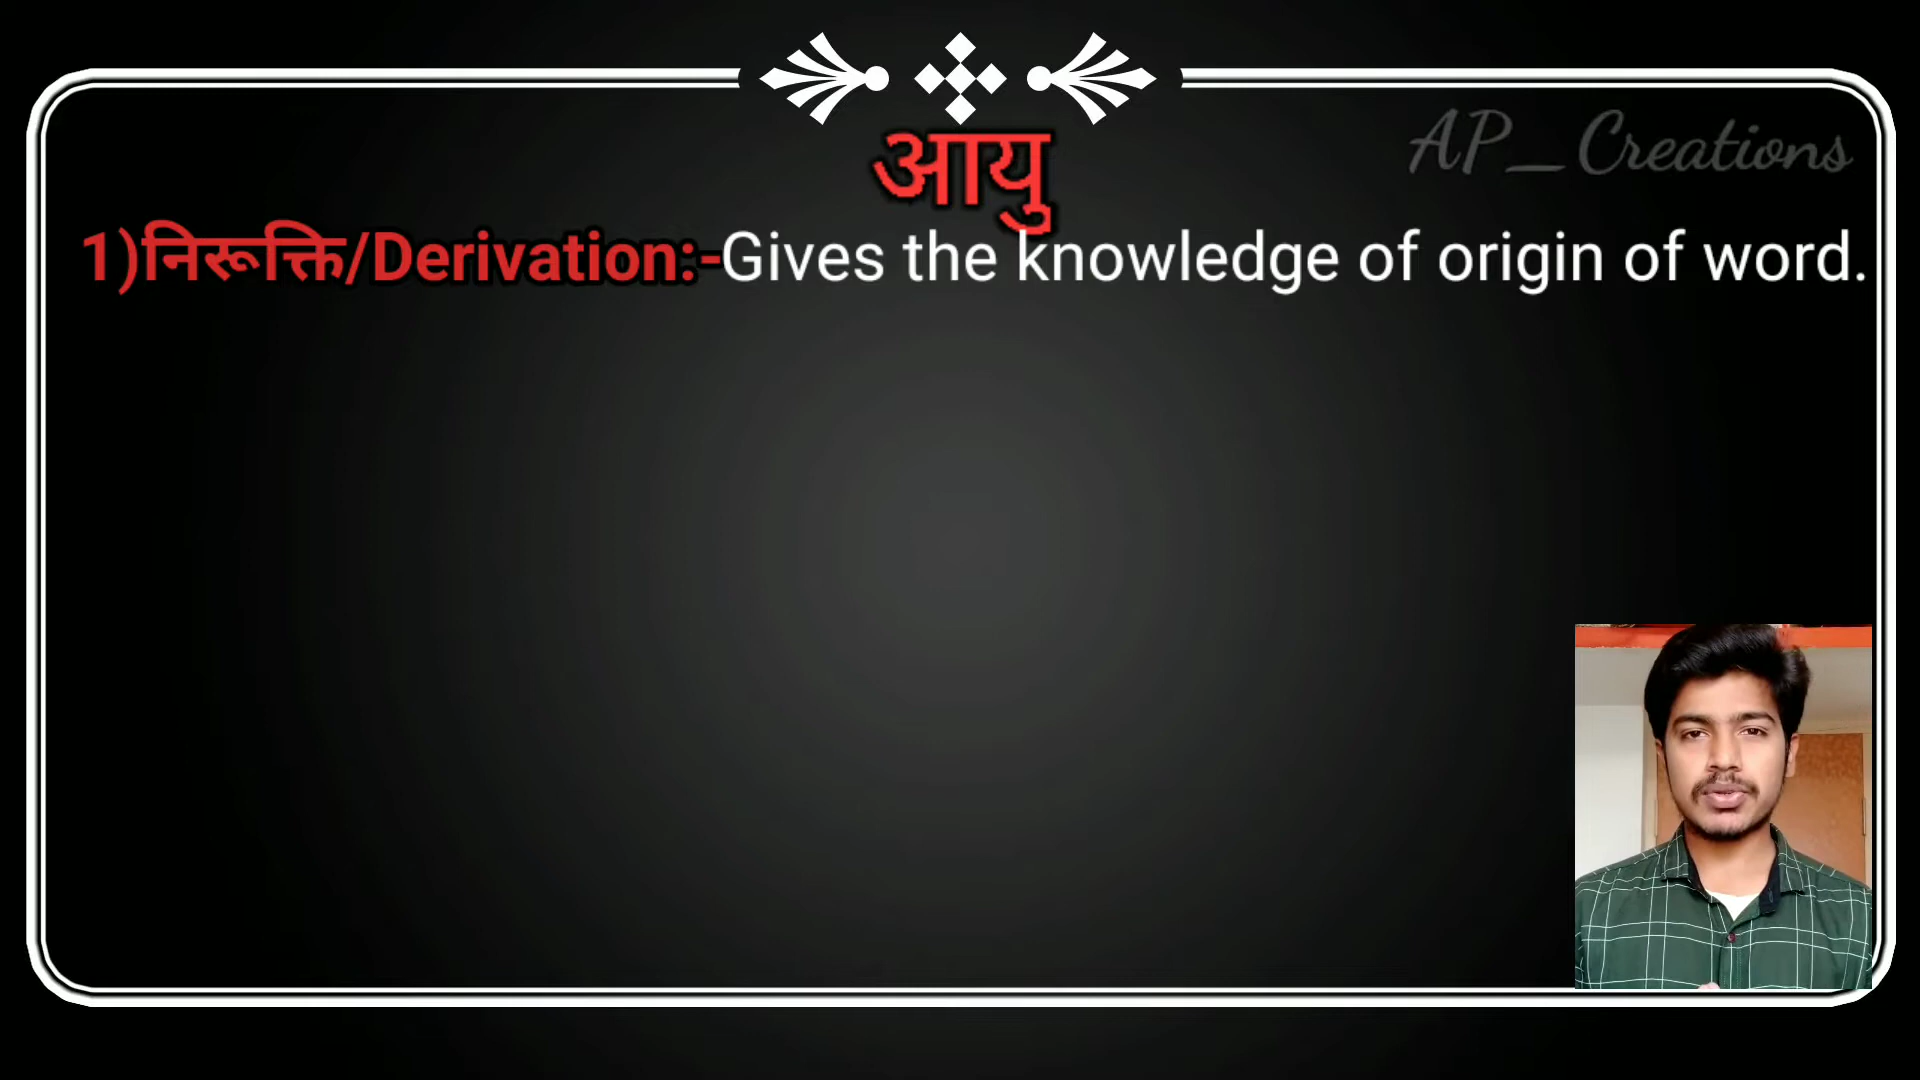 आयु
AP_Creations
1)निरूक्ति/Derivation:-Gives the knowledge of origin of word.